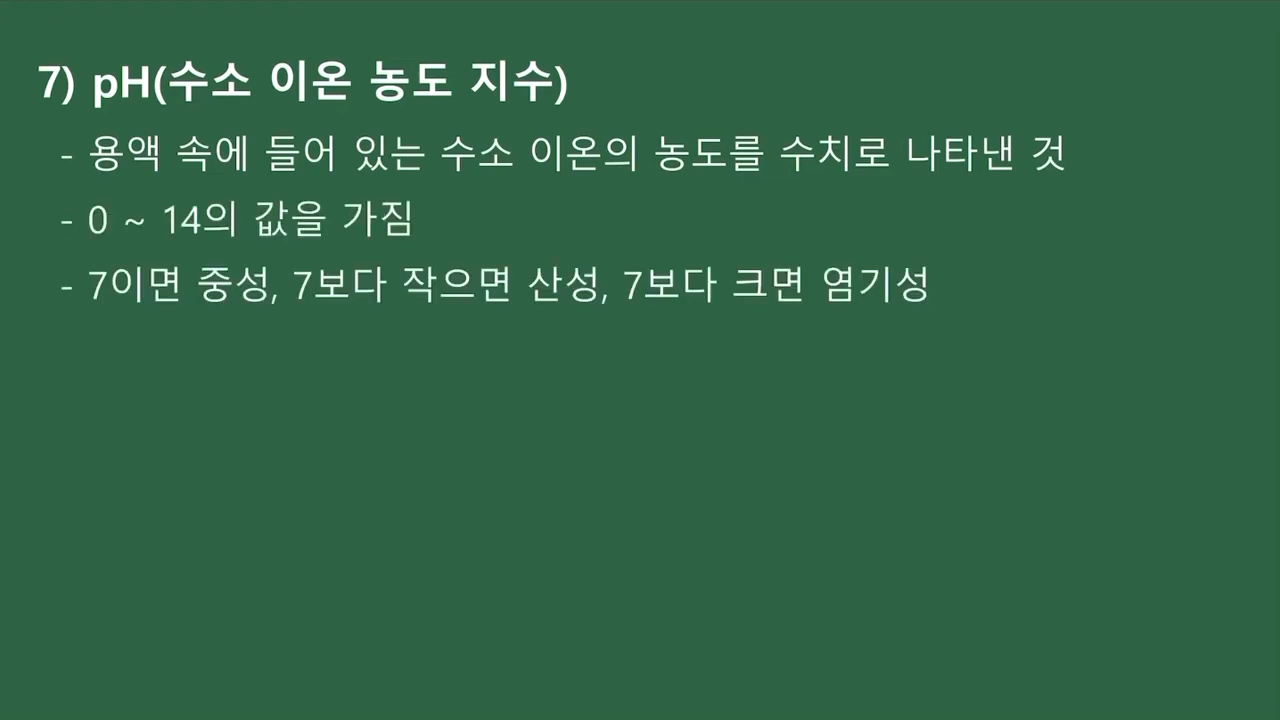 7) pH(수소 이온 농도 지수)
- 용액 속에 들어 있는 수소 이온의 농도를 수치로 나타낸 것
- 0 ~ 14의 값을 가짐
- 7이면 중성, 7보다 작으면 산성, 7보다 크면 염기성